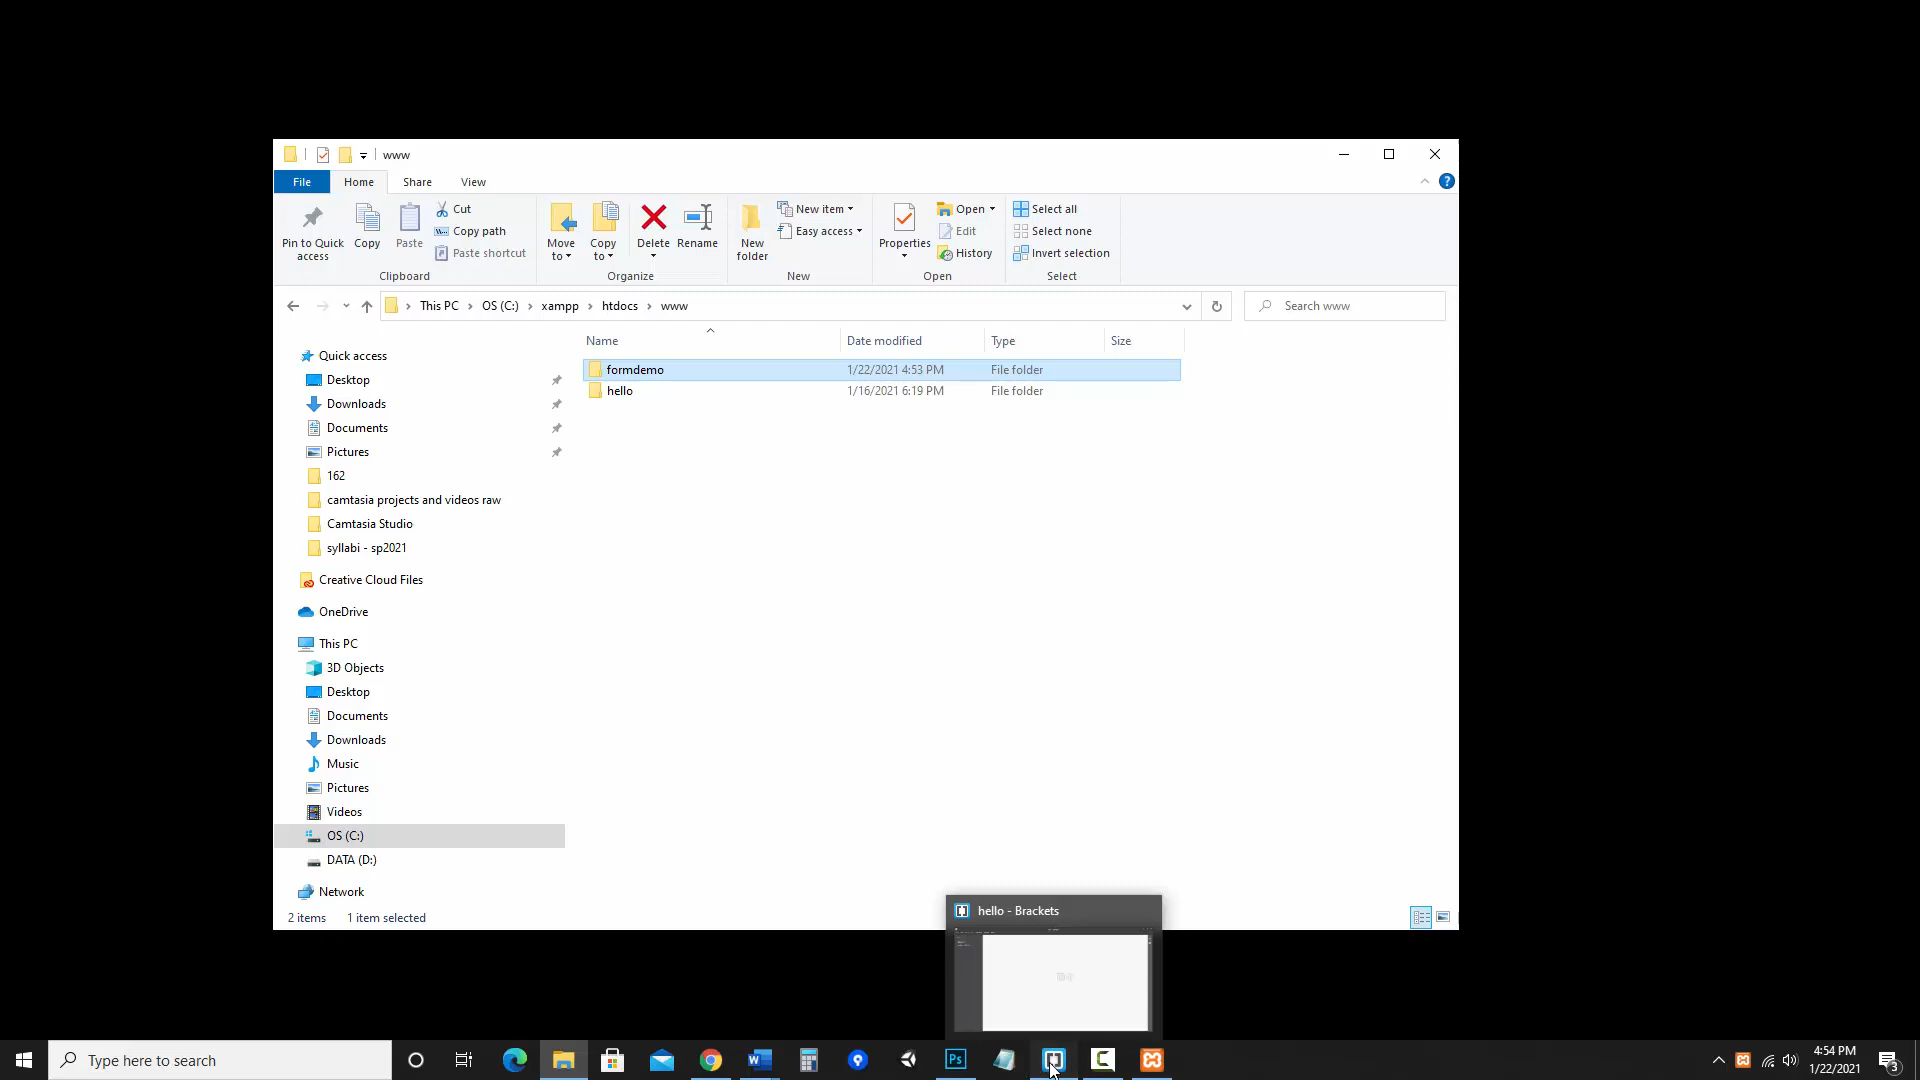 www
File Home Share View
Pin to Quick access
Copy
Paste
Cut
Copy path
Paste shortcut
Clipboard
Move to
Copy to
Delete
Rename
Organize
New folder
New item
Easy access
New
Properties
Open
Edit
History
Open
Select all
Select none
Invert selection
Select
This PC OS (C:) xampp htdocs www
Search www
Name Date modified Type Size
formdemo 1/22/2021 4:53 PM File folder
hello 1/16/2021 6:19 PM File folder
Quick access
Desktop
Downloads
Documents
Pictures
162
camtasia projects and videos raw
Camtasia Studio
syllabi - sp2021
Creative Cloud Files
OneDrive
This PC
3D Objects
Desktop
Documents
Downloads
Music
Pictures
Videos
OS (C:)
DATA (D:)
Network
2 items 1 item selected
hello - Brackets
Type here to search
Ps
4:54 PM
1/22/2021
3